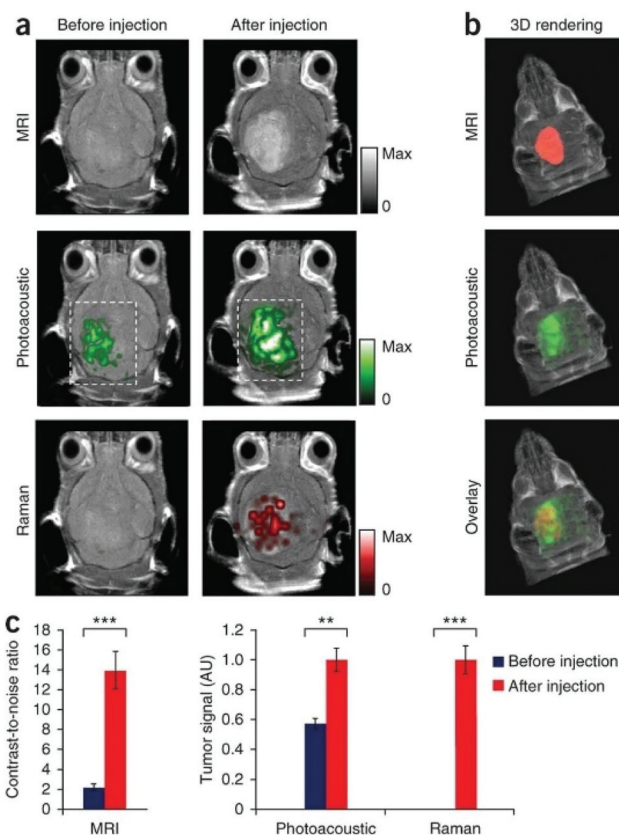 a
Before injection
After injection
b
3D rendering
MRI
Max
0
MRI
Photoacoustic
Max
0
Photoacoustic
Raman
Max
0
Overlay
c
Contrast-to-noise ratio
18
16
14
12
10
8
6
4
2
0
***
MRI
Tumor signal (AU)
1.2
1.0
0.8
0.6
0.4
0.2
0
**
***
Photoacoustic
Raman
Before injection
After injection